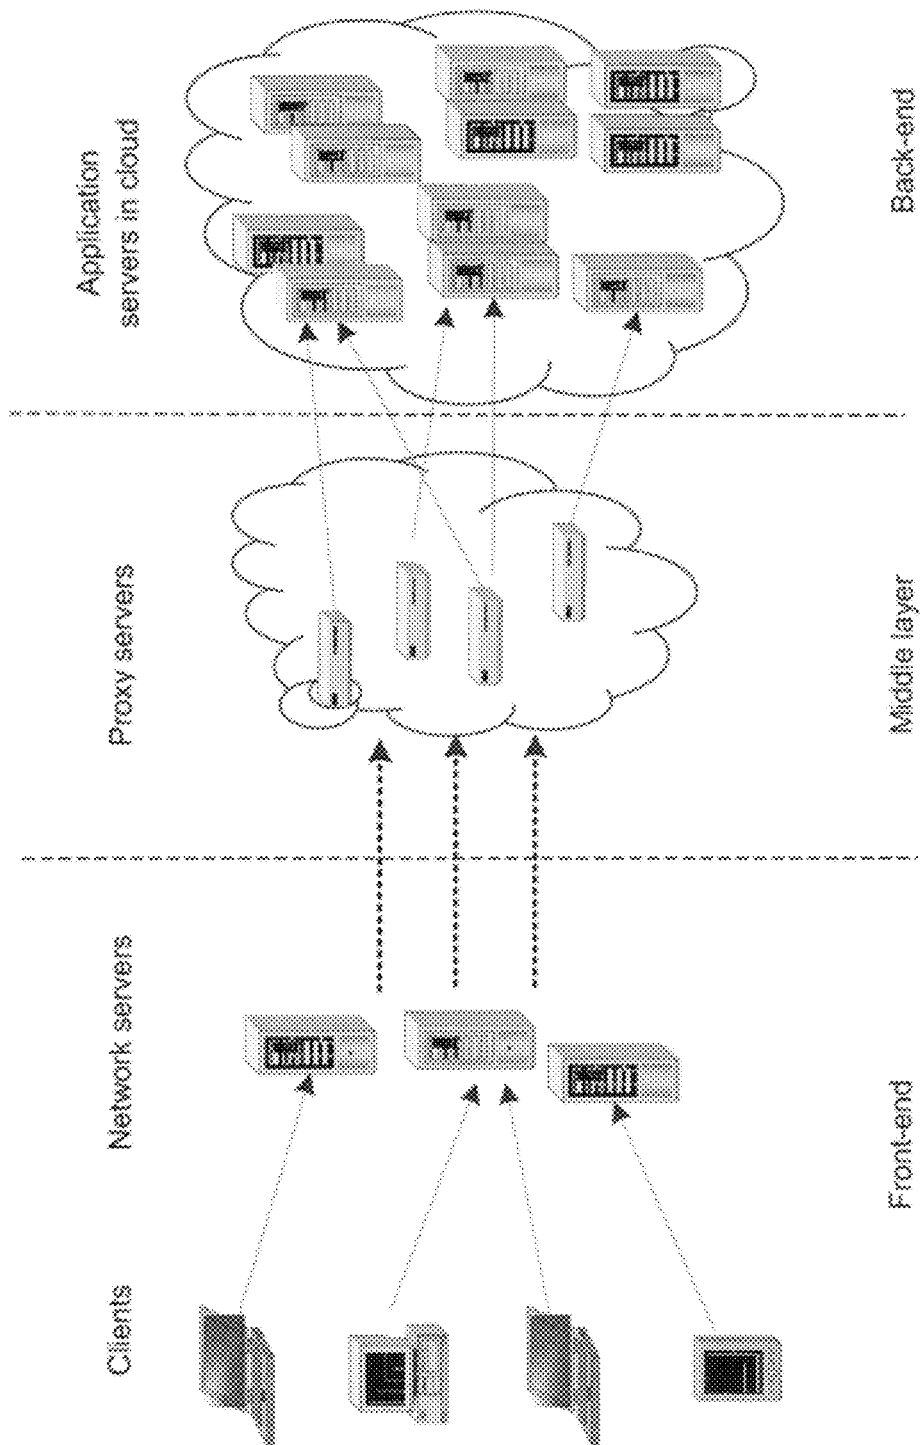 Clients
Network servers
Proxy servers
Application
servers in cloud
Front-end
Middle layer
Back-end